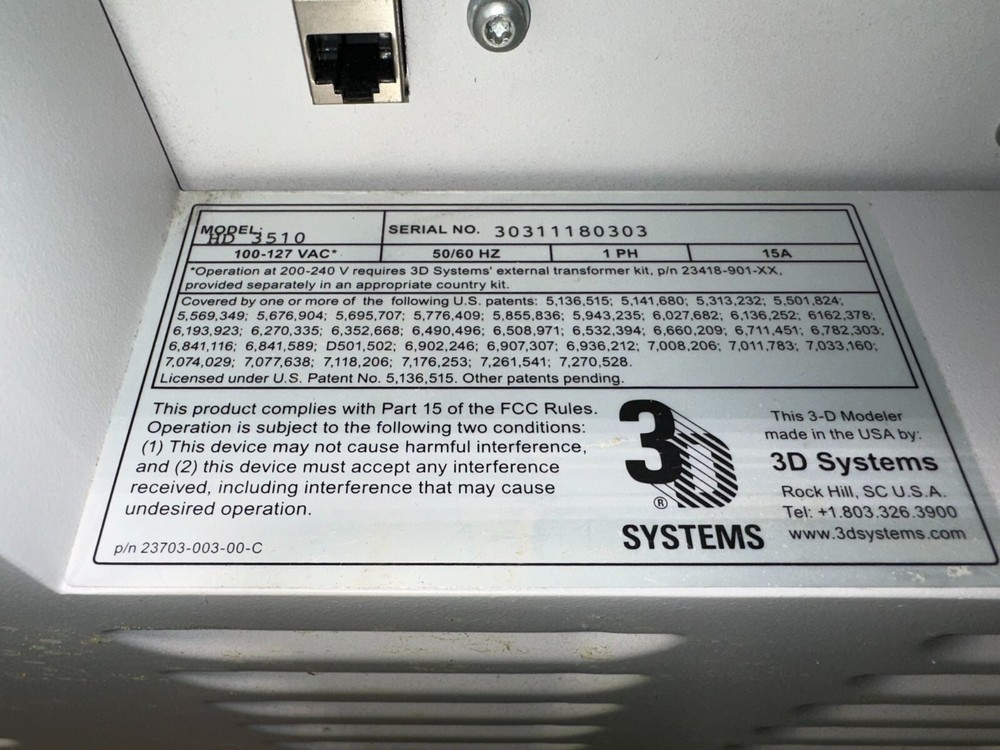 MODEL: HD 3510
SERIAL NO. 30311180303
100-127 VAC* 50/60 HZ 1 PH 15A
*Operation at 200-240 V requires 3D Systems' external transformer kit, p/n 23418-901-XX,
provided separately in an appropriate country kit.
Covered by one or more of the following U.S. patents: 5,136,515; 5,141,680; 5,313,232; 5,501,824;
5,569,349; 5,676,904; 5,695,707; 5,776,409; 5,855,836; 5,943,235; 6,027,682; 6,136,252; 6162,378;
6,193,923; 6,270,335; 6,352,668; 6,490,496; 6,508,971; 6,532,394; 6,660,209; 6,711,451; 6,782,303;
6,841,116; 6,841,589; D501,502; 6,902,246; 6,907,307; 6,936,212; 7,008,206; 7,011,783; 7,033,160;
7,074,029; 7,077,638; 7,118,206; 7,176,253; 7,261,541; 7,270,528.
Licensed under U.S. Patent No. 5,136,515. Other patents pending.
This product complies with Part 15 of the FCC Rules.
Operation is subject to the following two conditions:
(1) This device may not cause harmful interference,
and (2) this device must accept any interference
received, including interference that may cause
undesired operation.
p/n 23703-003-00-C
3D ®
SYSTEMS
This 3-D Modeler
made in the USA by:
3D Systems
Rock Hill, SC U.S.A.
Tel: +1.803.326.3900
www.3dsystems.com